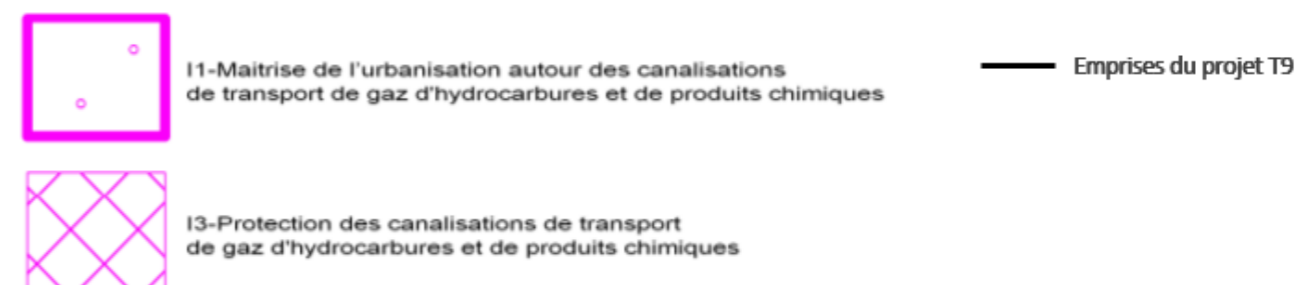 I1-Maitrise de l'urbanisation autour des canalisations
de transport de gaz d'hydrocarbures et de produits chimiques
Emprises du projet T9
I3-Protection des canalisations de transport
de gaz d'hydrocarbures et de produits chimiques